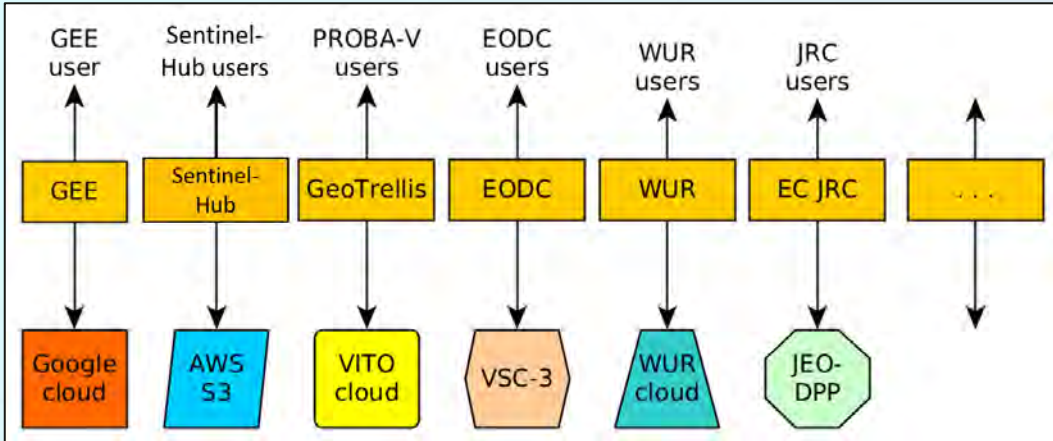 GEE
user
Sentinel-
Hub users
PROBA-V
users
EODC
users
WUR
users
JRC
users
GEE
Sentinel-
Hub
GeoTrellis
EODC
WUR
EC JRC
. . .
Google
cloud
AWS
S3
VITO
cloud
VSC-3
WUR
cloud
JEO-
DPP